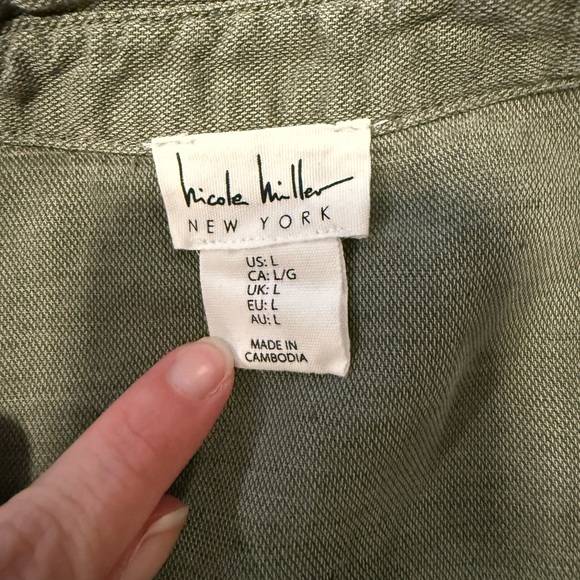 Nicole Miller
NEW YORK
US: L
CA: L/G
UK: L
EU: L
AU: L
MADE IN
CAMBODIA